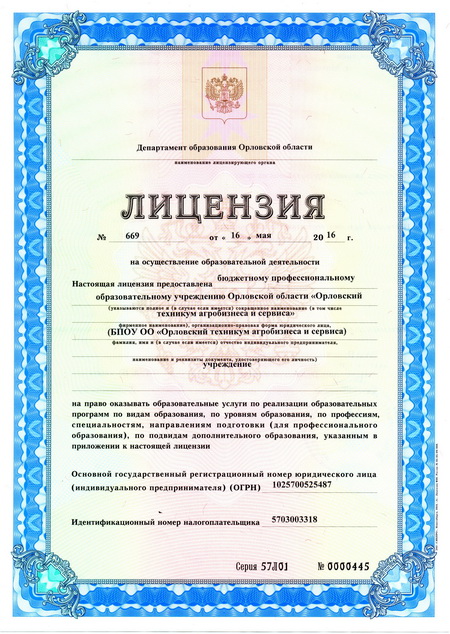 Департамент образования Орловской области
наименование лицензирующего органа
ЛИЦЕНЗИЯ
№ 669 от « 16 » мая 20 16 г.
на осуществление образовательной деятельности
Настоящая лицензия предоставлена бюджетному профессиональному
образовательному учреждению Орловской области «Орловский
(указываются полное и (в случае если имеется) сокращенное наименование (в том числе
техникум агробизнеса и сервиса»
фирменное наименование), организационно-правовая форма юридического лица,
(БПОУ ОО «Орловский техникум агробизнеса и сервиса)
фамилия, имя и (в случае если имеется) отчество индивидуального предпринимателя,
наименование и реквизиты документа, удостоверяющего его личность)
учреждение
на право оказывать образовательные услуги по реализации образовательных
программ по видам образования, по уровням образования, по профессиям,
специальностям, направлениям подготовки (для профессионального
образования), по подвидам дополнительного образования, указанным в
приложении к настоящей лицензии
Основной государственный регистрационный номер юридического лица
(индивидуального предпринимателя) (ОГРН) 1025700525487
Идентификационный номер налогоплательщика 5703003318
Серия 57Л01 № 0000445